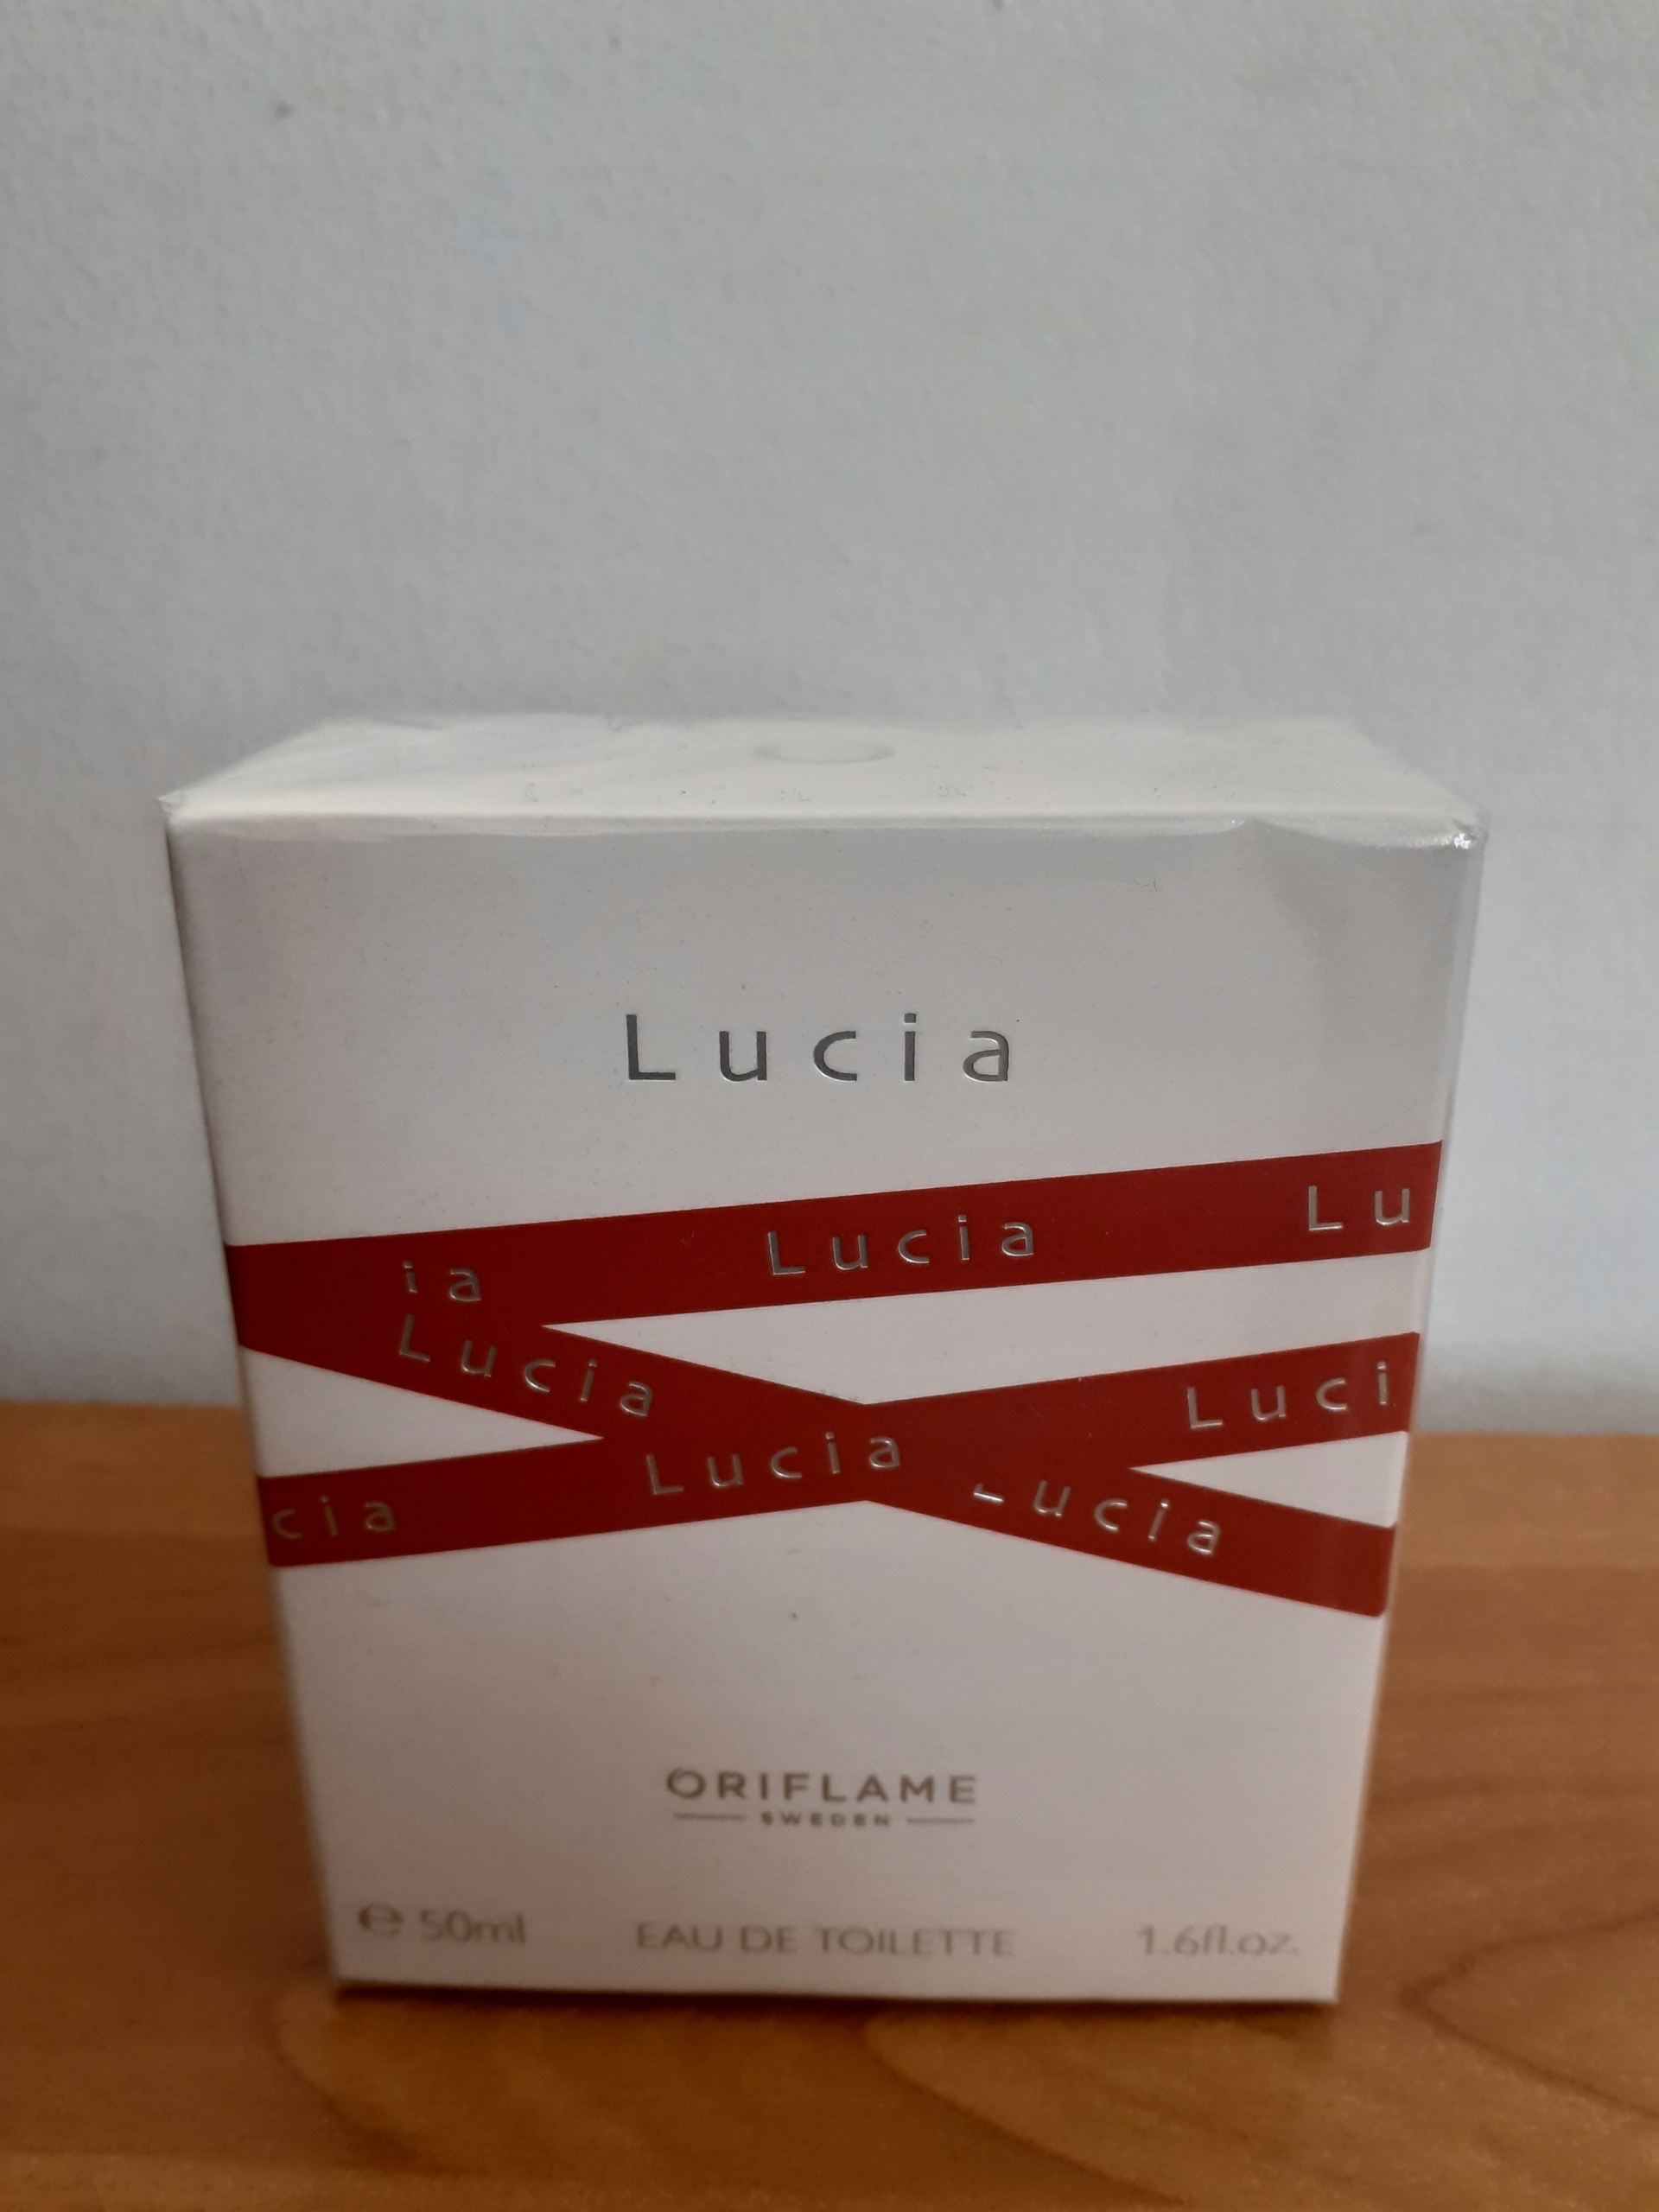 Lucia
Lucia Lu
ia
Lucia
Luci
Lucia
Lucia
cia
ORIFLAME
SWEDEN
e 50ml EAU DE TOILETTE 1.6fl.oz.